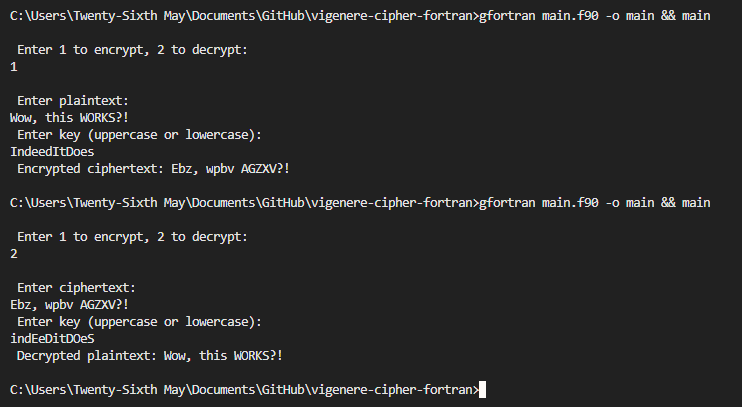 C:\Users\Twenty-Sixth May\Documents\GitHub\vigenere-cipher-fortran>gfortran main.f90 -o main && main
Enter 1 to encrypt, 2 to decrypt:
1
Enter plaintext:
Wow, this WORKS?!
Enter key (uppercase or lowercase):
IndeedItDoes
Encrypted ciphertext: Ebz, wpbv AGZXV?!
C:\Users\Twenty-Sixth May\Documents\GitHub\vigenere-cipher-fortran>gfortran main.f90 -o main && main
Enter 1 to encrypt, 2 to decrypt:
2
Enter ciphertext:
Ebz, wpbv AGZXV?!
Enter key (uppercase or lowercase):
indEeDitDOeS
Decrypted plaintext: Wow, this WORKS?!
C:\Users\Twenty-Sixth May\Documents\GitHub\vigenere-cipher-fortran>